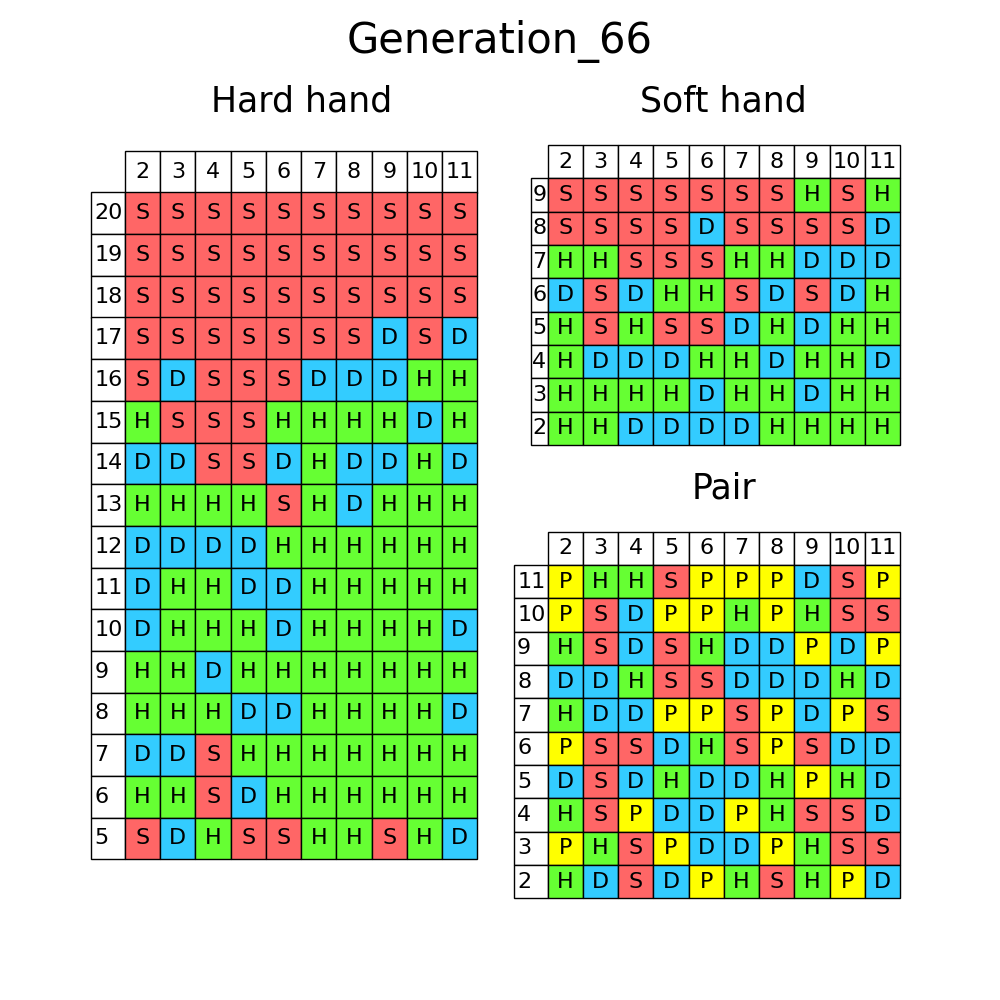 Generation_66
Hard hand
2 3 4 5 6 7 8 9 10 11
20 S S S S S S S S S S
19 S S S S S S S S S S
18 S S S S S S S S S S
17 S S S S S S S D S D
16 S D S S S D D D H H
15 H S S S H H H H D H
14 D D S S D H D D H D
13 H H H H S H D H H H
12 D D D D H H H H H H
11 D H H D D H H H H H
10 D H H H D H H H H D
9 H H D H H H H H H H
8 H H H D D H H H H D
7 D D S H H H H H H H
6 H H S D H H H H H H
5 S D H S S H H S H D
Soft hand
2 3 4 5 6 7 8 9 10 11
9 S S S S S S S H S H
8 S S S S D S S S S D
7 H H S S S H H D D D
6 D S D H H S D S D H
5 H S H S S D H D H H
4 H D D D H H D H H D
3 H H H H D H H D H H
2 H H D D D D H H H H
Pair
2 3 4 5 6 7 8 9 10 11
11 P H H S P P P D S P
10 P S D P P H P H S S
9 H S D S H D D P D P
8 D D H S S D D D H D
7 H D D P P S P D P S
6 P S S D H S P S D D
5 D S D H D D H P H D
4 H S P D D P H S S D
3 P H S P D D P H S S
2 H D S D P H S H P D